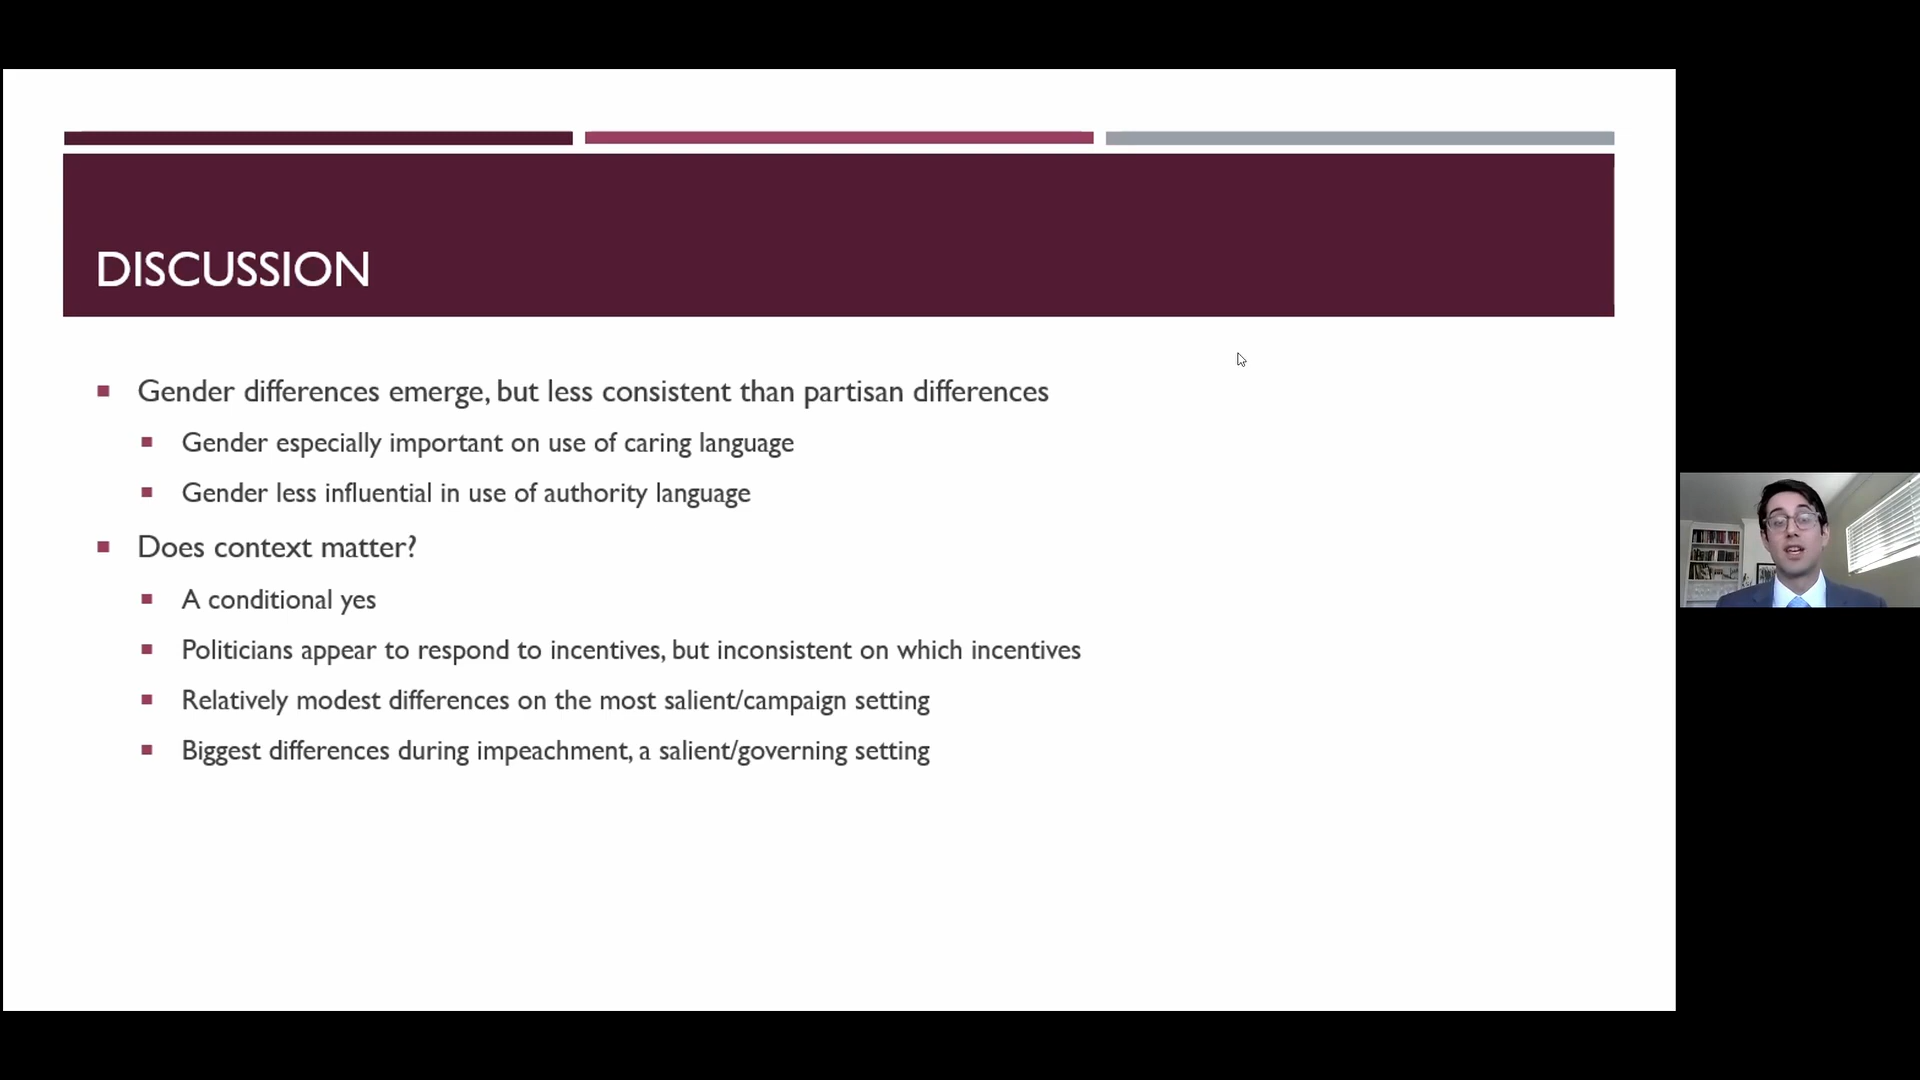 DISCUSSION
Gender differences emerge, but less consistent than partisan differences
Gender especially important on use of caring language
Gender less influential in use of authority language
Does context matter?
A conditional yes
Politicians appear to respond to incentives, but inconsistent on which incentives
Relatively modest differences on the most salient/campaign setting
Biggest differences during impeachment, a salient/governing setting